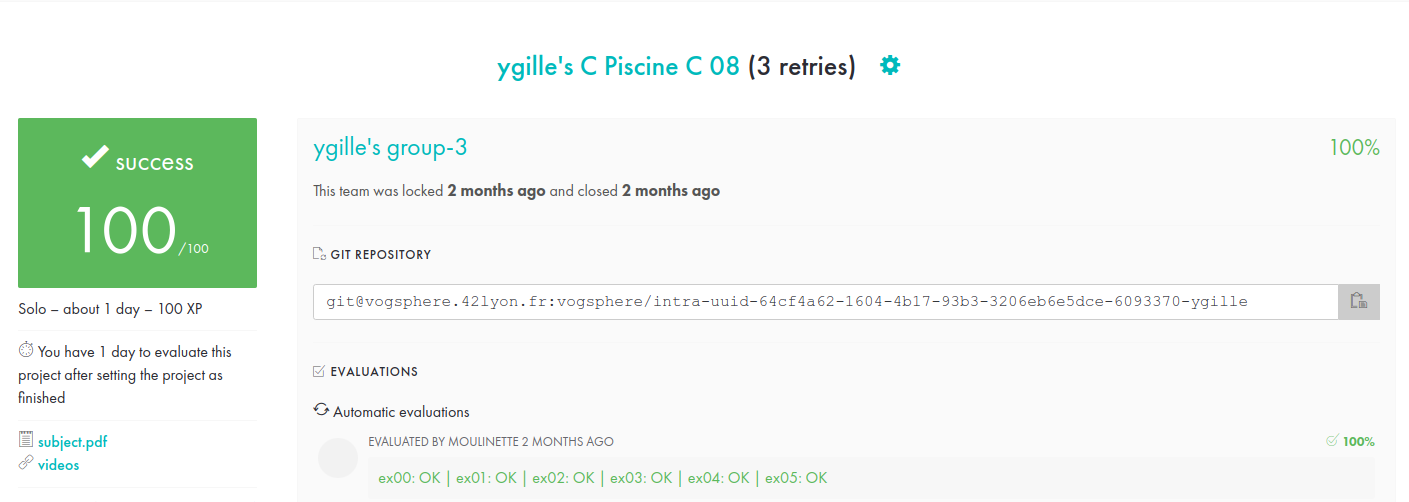 ygille's C Piscine C 08 (3 retries)
success
100/100
Solo – about 1 day – 100 XP
You have 1 day to evaluate this
project after setting the project as
finished
subject.pdf
videos
ygille's group-3
100%
This team was locked 2 months ago and closed 2 months ago
GIT REPOSITORY
git@vogsphere.42lyon.fr:vogsphere/intra-uuid-64cf4a62-1604-4b17-93b3-3206eb6e5dce-6093370-ygille
EVALUATIONS
Automatic evaluations
EVALUATED BY MOULINETTE 2 MONTHS AGO
100%
ex00: OK | ex01: OK | ex02: OK | ex03: OK | ex04: OK | ex05: OK